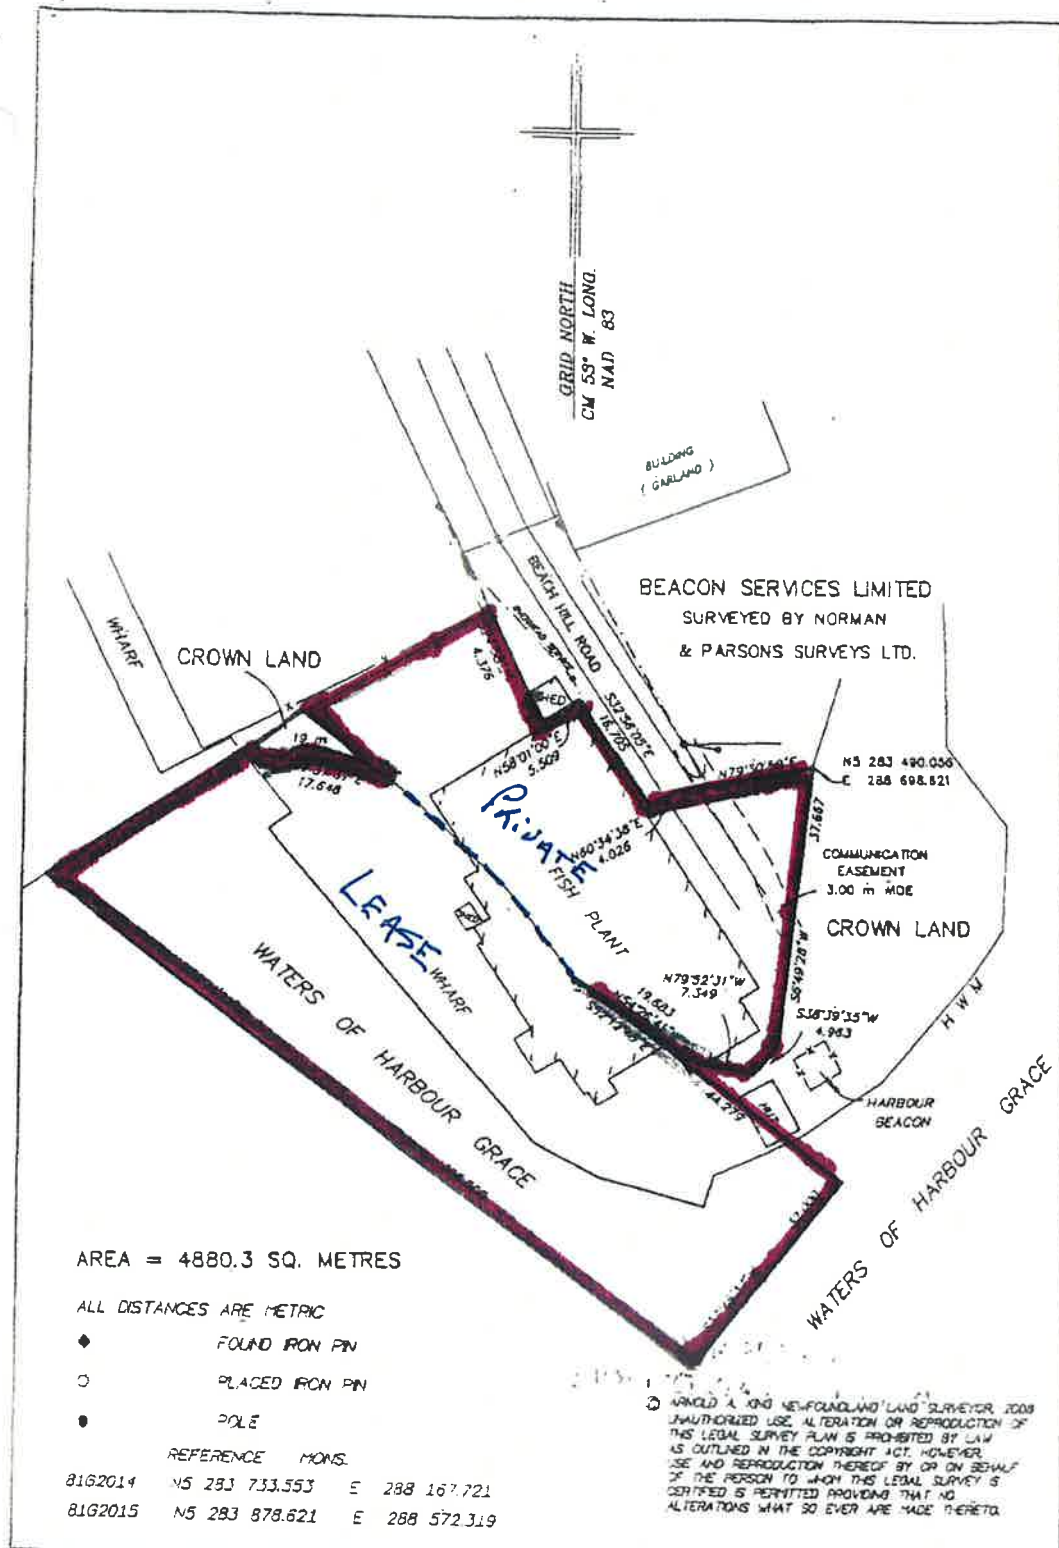 GRID NORTH
CM 53° W. LONG.
NAD 83
BUILDING
( GARLAND )
BEACH HILL ROAD
BEACON SERVICES LIMITED
SURVEYED BY NORMAN
& PARSONS SURVEYS LTD.
WHARF
CROWN LAND
4.376
SHED
S32°56'05"E
16.705
19 m
17.648
N58°01'00"E
5.509
N79°50'59"E
N5 283 490.056
E 288 698.821
37.667
PRIVATE
N60°34'38"E
4.026
FISH PLANT
COMMUNICATION
EASEMENT
3.00 m WIDE
CROWN LAND
LEASE
WHARF
S6°49'28"W
N79°52'31"W
7.349
19.683
S38°39'35"W
4.963
H W M
WATERS OF HARBOUR GRACE
44.279
HARBOUR
BEACON
WATERS OF HARBOUR GRACE
AREA = 4880.3 SQ. METRES
ALL DISTANCES ARE METRIC
FOUND IRON PIN
PLACED IRON PIN
POLE
REFERENCE MONS.
81G2014 N5 283 733.553 E 288 167.721
81G2015 N5 283 878.621 E 288 572.319
© ARNOLD A. KING NEWFOUNDLAND LAND SURVEYOR, 2008
UNAUTHORIZED USE, ALTERATION OR REPRODUCTION OF
THIS LEGAL SURVEY PLAN IS PROHIBITED BY LAW
AS OUTLINED IN THE COPYRIGHT ACT. HOWEVER,
USE AND REPRODUCTION THEREOF BY OR ON BEHALF
OF THE PERSON TO WHOM THIS LEGAL SURVEY IS
CERTIFIED IS PERMITTED PROVIDING THAT NO
ALTERATIONS WHAT SO EVER ARE MADE THERETO.